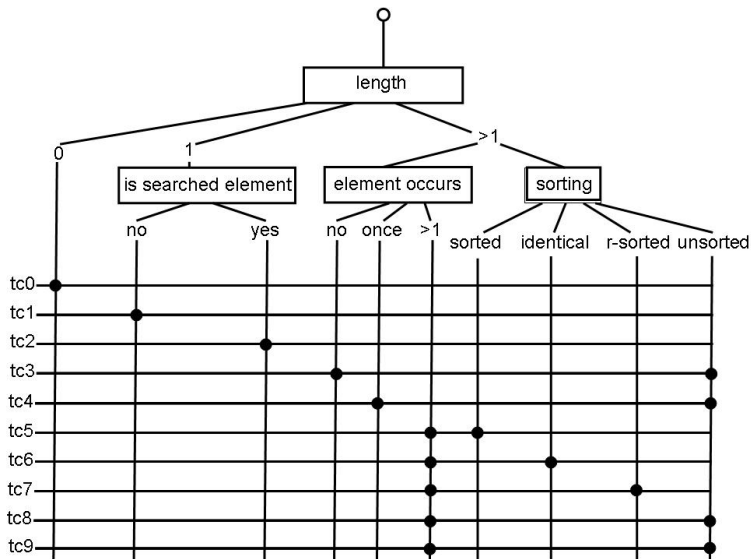 length
0
1
>1
is searched element
element occurs
sorting
no
yes
no
once
>1
sorted
identical
r-sorted
unsorted
tc0
tc1
tc2
tc3
tc4
tc5
tc6
tc7
tc8
tc9